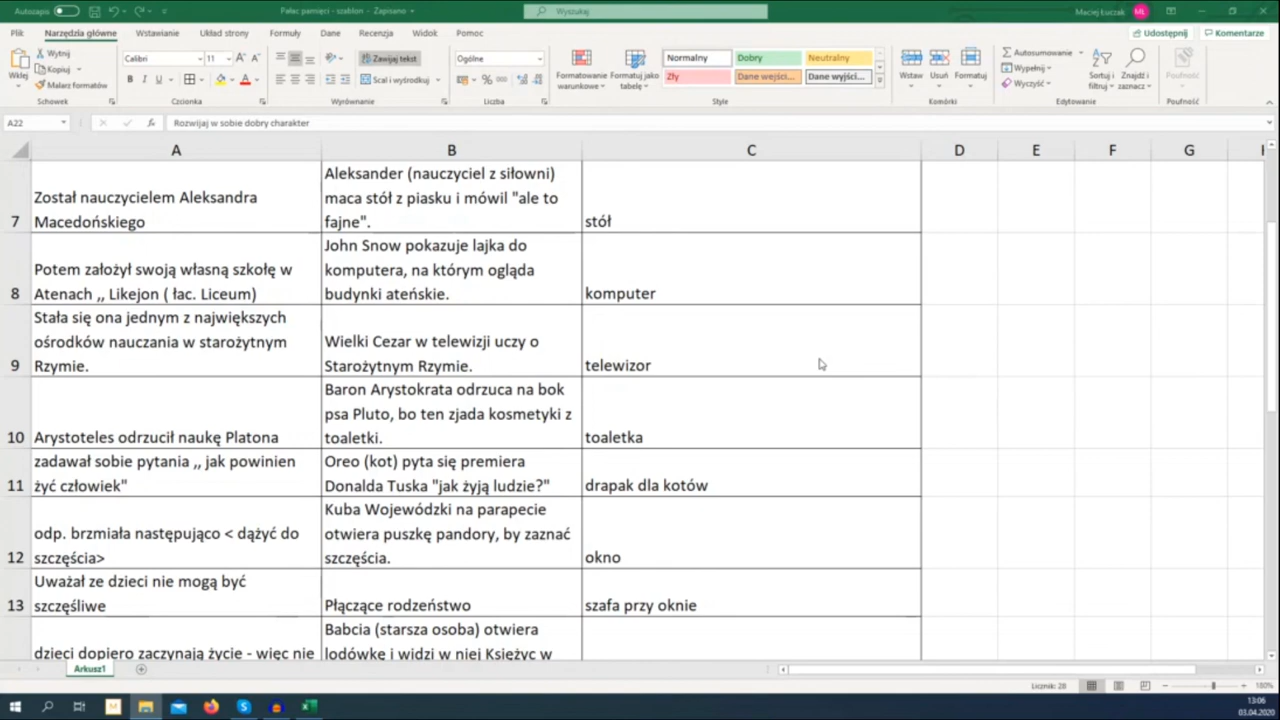 Autozapis
Pałac pamięci - szablon - Zapisano
Wyszukaj
Maciej Łuczak
MŁ
Plik
Narzędzia główne
Wstawianie
Układ strony
Formuły
Dane
Recenzja
Widok
Pomoc
Udostępnij
Komentarze
Wklej
Wytnij
Kopiuj
Malarz formatów
Schowek
Calibri
11
B I U
Czcionka
Zawijaj tekst
Scal i wyśrodkuj
Wyrównanie
Ogólne
% 000
Liczba
Formatowanie warunkowe
Formatuj jako tabelę
Normalny
Dobry
Neutralny
Zły
Dane wejści...
Dane wyjści...
Style
Wstaw
Usuń
Formatuj
Komórki
Autosumowanie
Wypełnij
Wyczyść
Sortuj i filtruj
Znajdź i zaznacz
Edytowanie
Poufność
Poufność
A22
fx
Rozwijaj w sobie dobry charakter
A B C D E F G
7
Został nauczycielem Aleksandra
Macedońskiego
Aleksander (nauczyciel z siłowni)
maca stół z piasku i mówił "ale to
fajne".
stół
8
Potem założył swoją własną szkołę w
Atenach ,, Likejon ( łac. Liceum)
John Snow pokazuje lajka do
komputera, na którym ogląda
budynki ateńskie.
komputer
9
Stała się ona jednym z największych
ośrodków nauczania w starożytnym
Rzymie.
Wielki Cezar w telewizji uczy o
Starożytnym Rzymie.
telewizor
10
Arystoteles odrzucił naukę Platona
Baron Arystokrata odrzuca na bok
psa Pluto, bo ten zjada kosmetyki z
toaletki.
toaletka
11
zadawał sobie pytania ,, jak powinien
żyć człowiek"
Oreo (kot) pyta się premiera
Donalda Tuska "jak żyją ludzie?"
drapak dla kotów
12
odp. brzmiała następująco < dążyć do
szczęścia>
Kuba Wojewódzki na parapecie
otwiera puszkę pandory, by zaznać
szczęścia.
okno
13
Uważał ze dzieci nie mogą być
szczęśliwe
Płączące rodzeństwo
szafa przy oknie
dzieci dopiero zaczynają życie - więc nie
Babcia (starsza osoba) otwiera
lodówkę i widzi w niej Księżyc w
Arkusz1
Licznik: 28
180%
13:06
03.04.2020